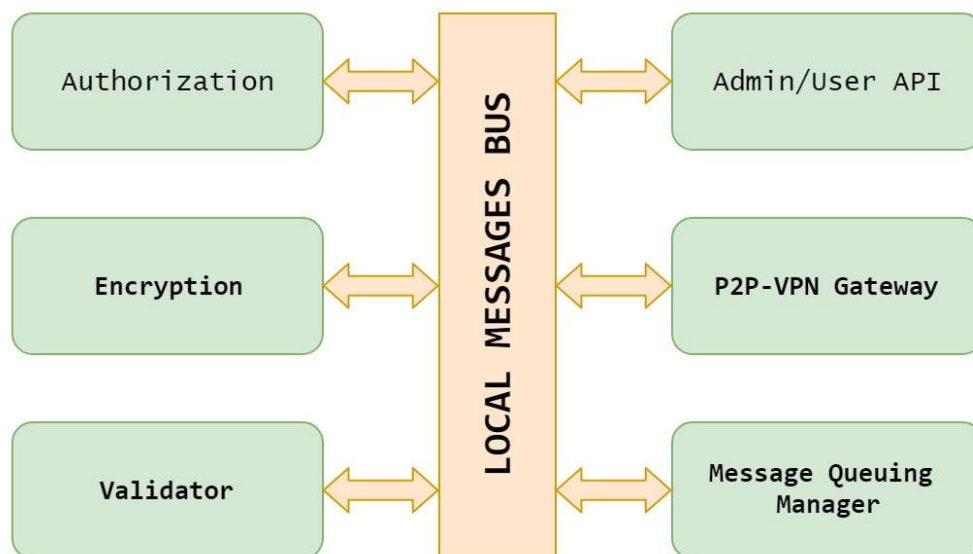 Authorization
Admin/User API
LOCAL MESSAGES BUS
Encryption
P2P-VPN Gateway
Validator
Message Queuing
Manager